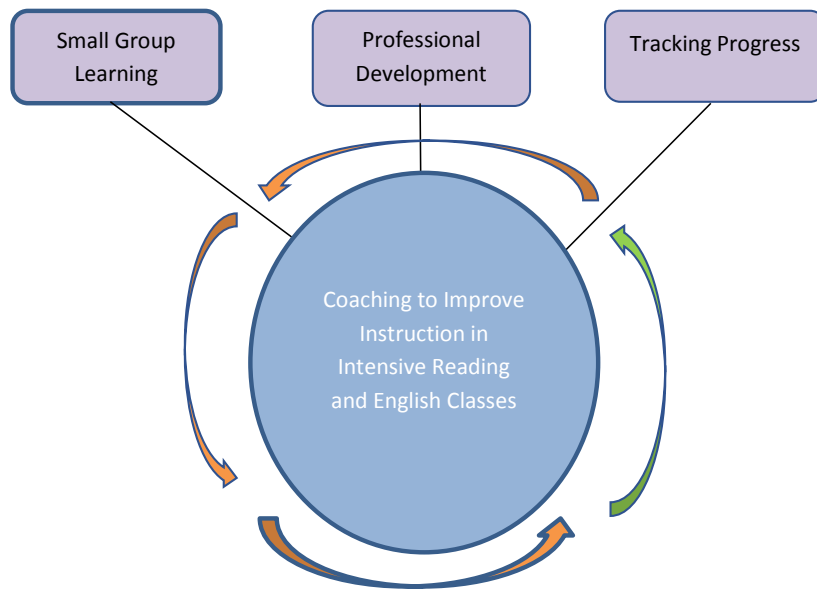 Small Group
Learning
Professional
Development
Tracking Progress
Coaching to Improve
Instruction in
Intensive Reading
and English Classes